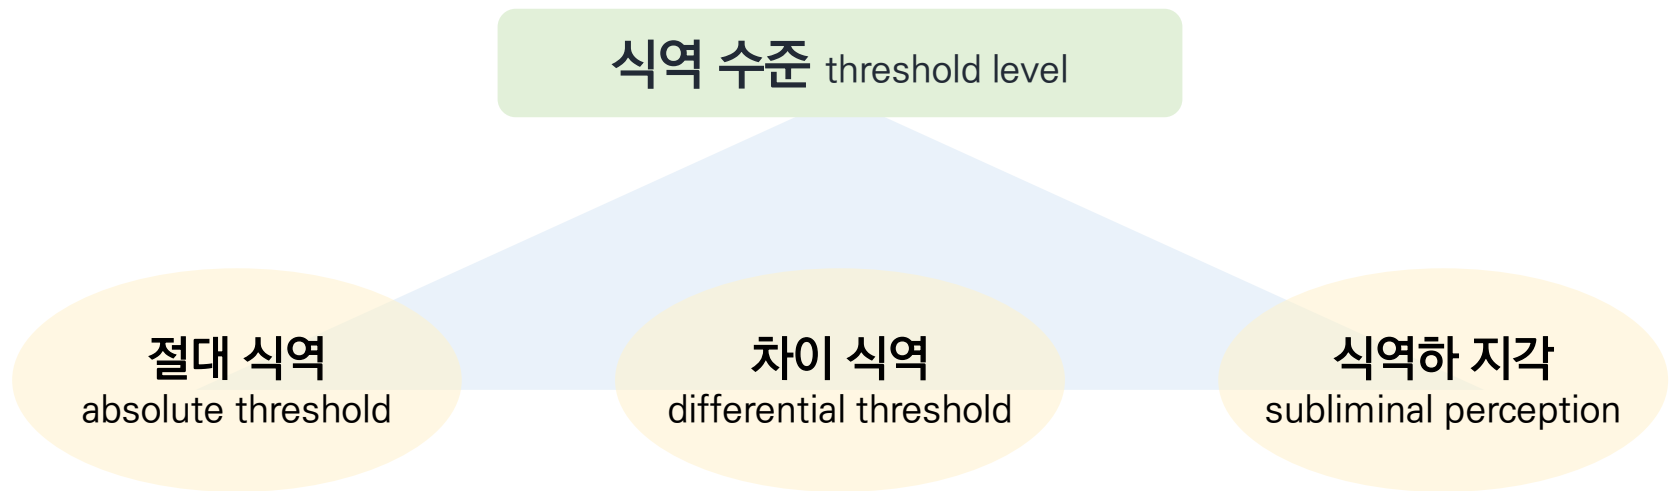 식역 수준 threshold level
절대 식역
absolute threshold
차이 식역
differential threshold
식역하 지각
subliminal perception